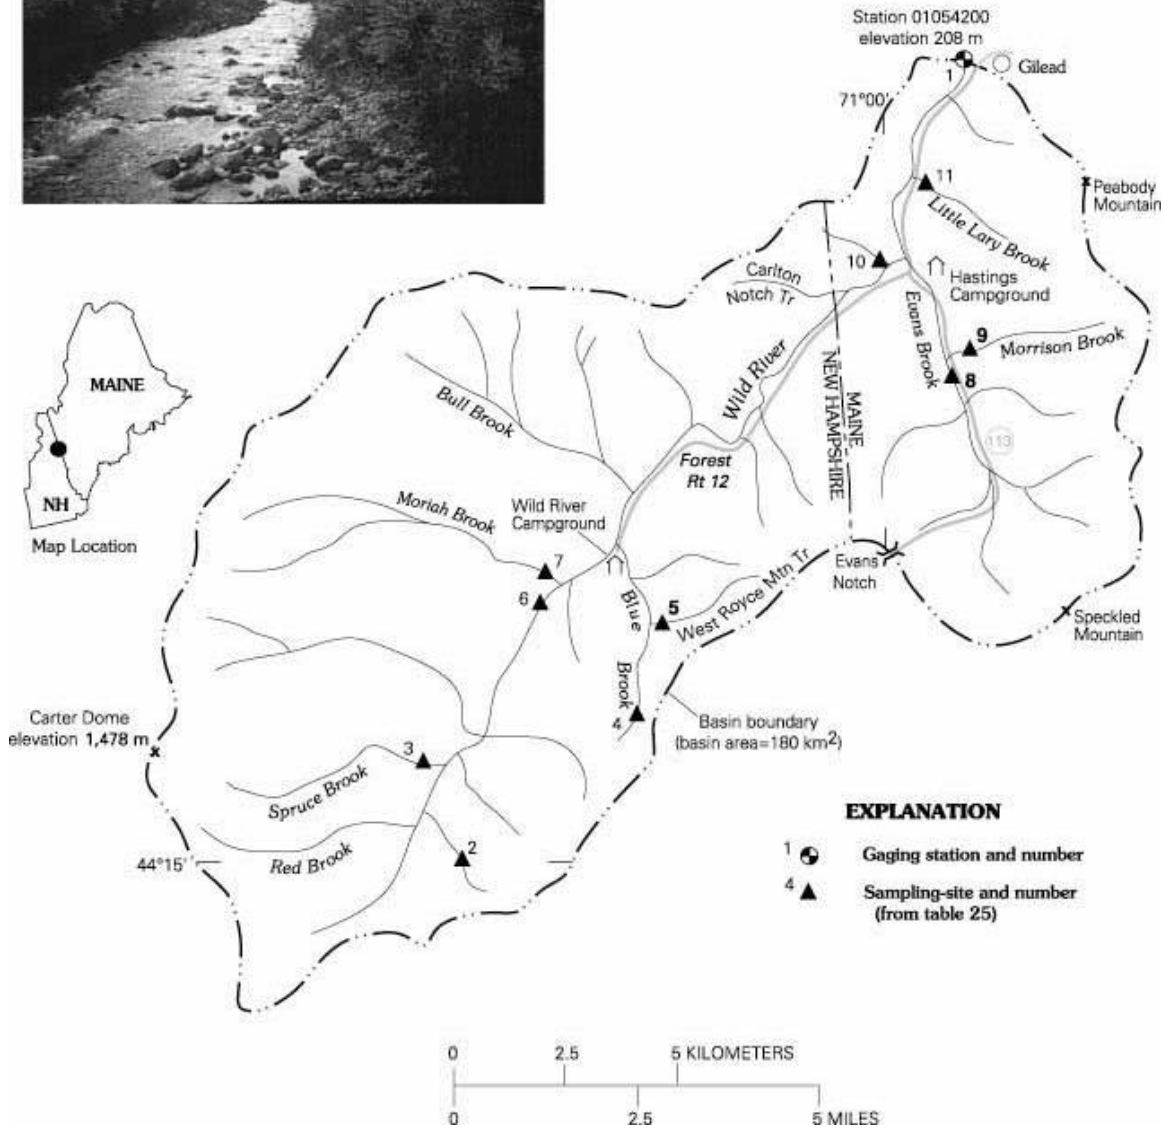 Station 01054200
elevation 208 m
1
Gilead
71°00'
11
Peabody
Mountain
Little Lary Brook
10
Carlton
Notch Tr
Hastings
Campground
Evans Brook
9
Morrison Brook
8
MAINE
NH
Map Location
Wild River
MAINE
NEW HAMPSHIRE
Bull Brook
113
Forest
Rt 12
Moriah Brook
Wild River
Campground
7
6
Evans
Notch
Blue
Brook
5
West Royce Mtn Tr
Speckled
Mountain
4
Carter Dome
elevation 1,478 m
Basin boundary
(basin area=180 km2)
3
Spruce Brook
Red Brook
2
44°15'
EXPLANATION
1 Gaging station and number
4 Sampling-site and number
(from table 25)
0 2.5 5 KILOMETERS
0 2.5 5 MILES